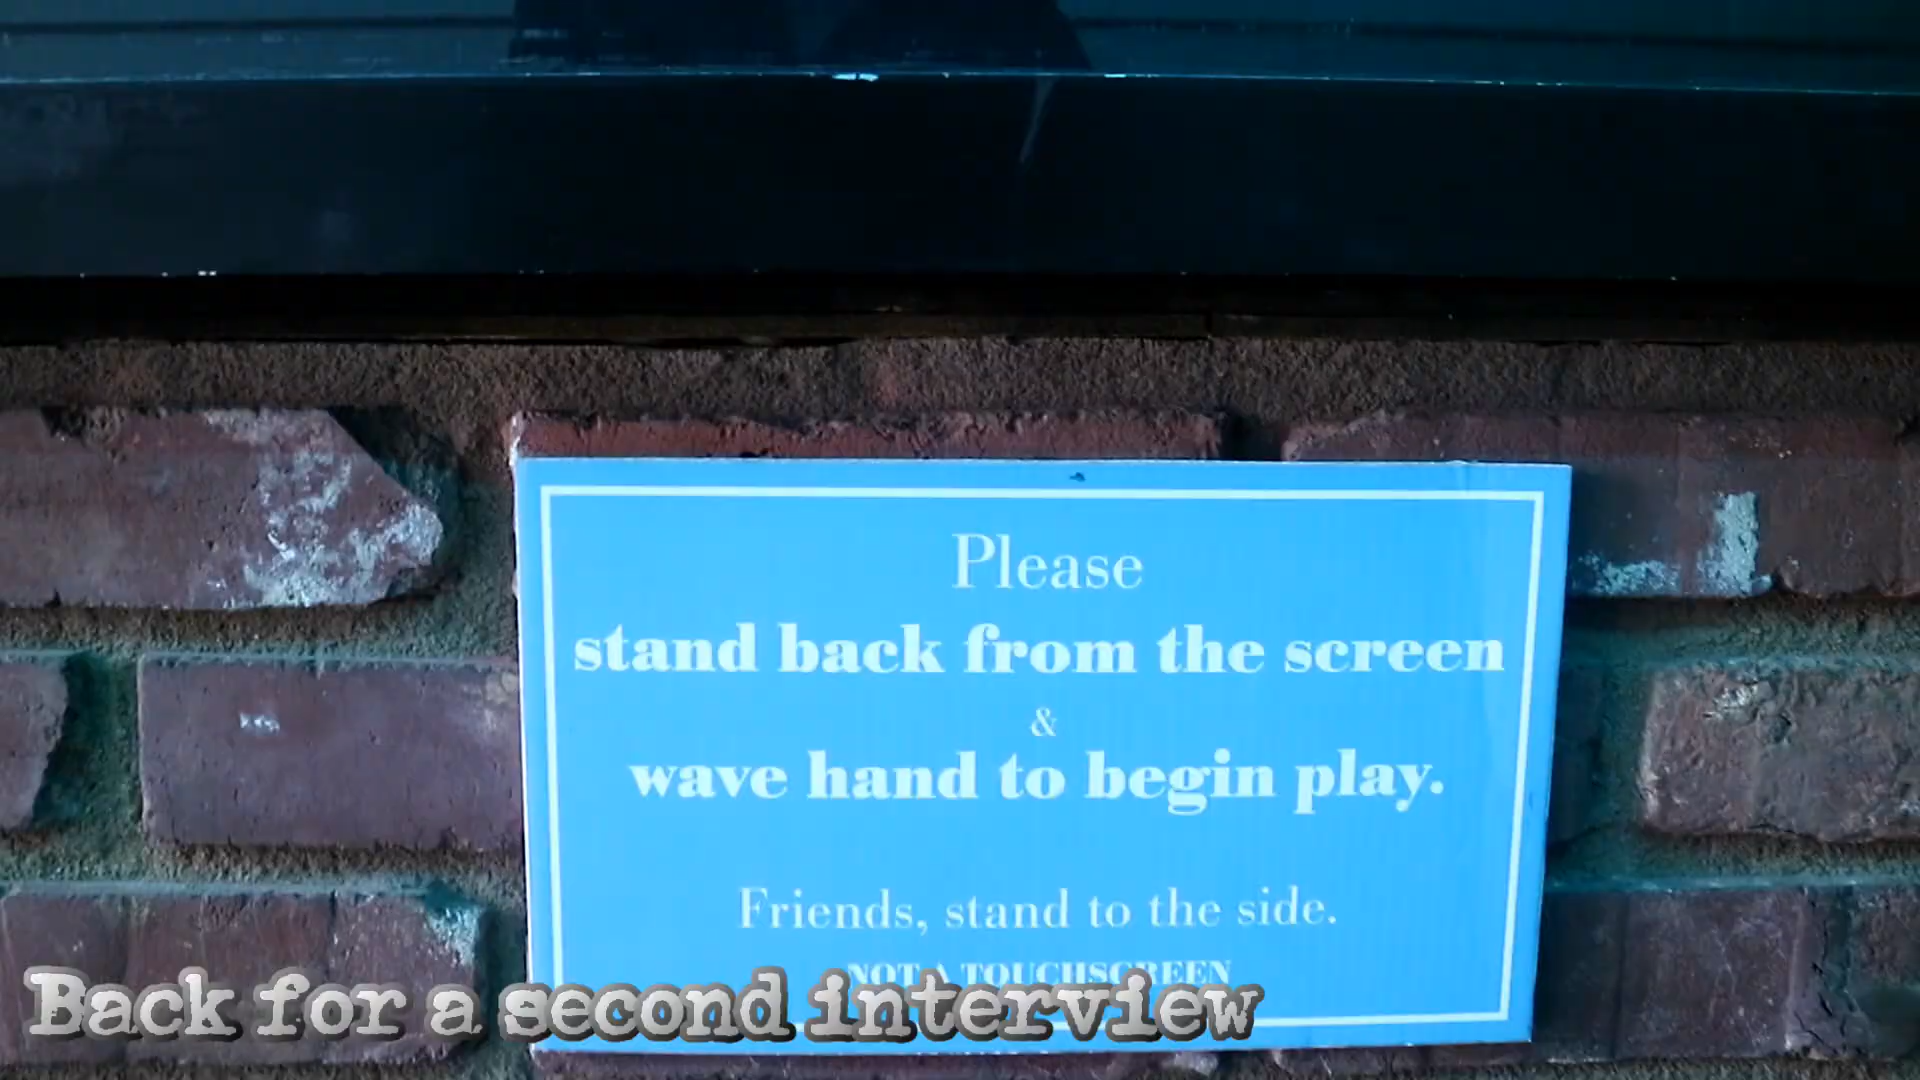 Please
stand back from the screen
&
wave hand to begin play.
Friends, stand to the side.
NOT A TOUCHSCREEN
Back for a second interview